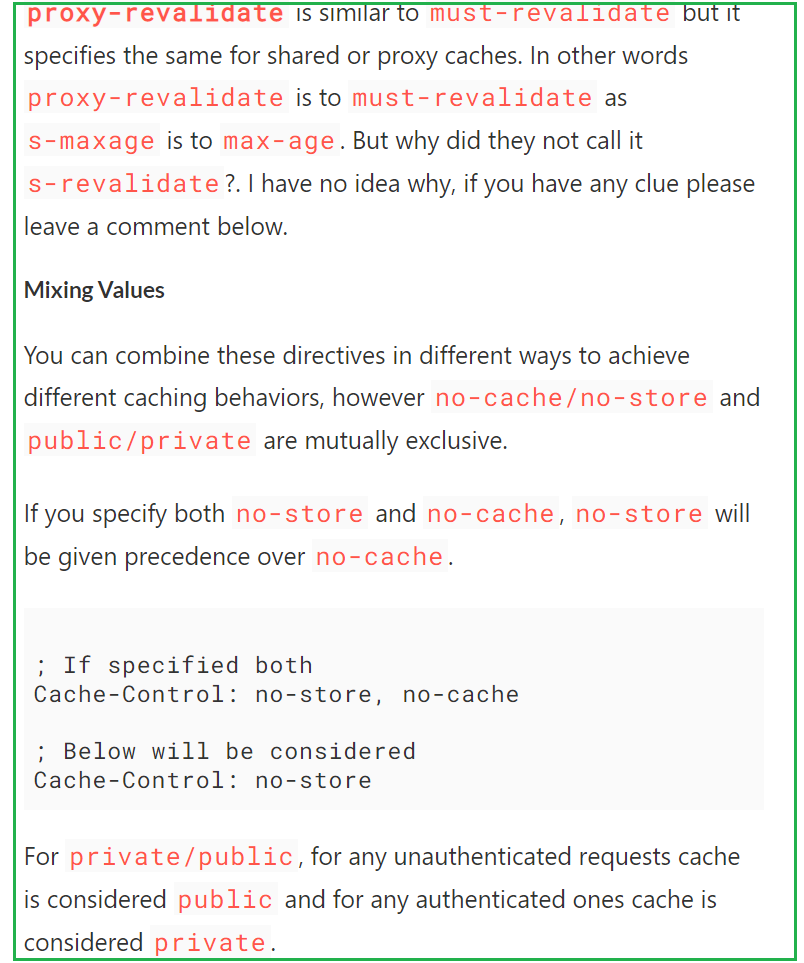 proxy-revalidate is similar to must-revalidate but it
specifies the same for shared or proxy caches. In other words
proxy-revalidate is to must-revalidate as
s-maxage is to max-age. But why did they not call it
s-revalidate?. I have no idea why, if you have any clue please
leave a comment below.
Mixing Values
You can combine these directives in different ways to achieve
different caching behaviors, however no-cache/no-store and
public/private are mutually exclusive.
If you specify both no-store and no-cache, no-store will
be given precedence over no-cache.
; If specified both
Cache-Control: no-store, no-cache
; Below will be considered
Cache-Control: no-store
For private/public, for any unauthenticated requests cache
is considered public and for any authenticated ones cache is
considered private.